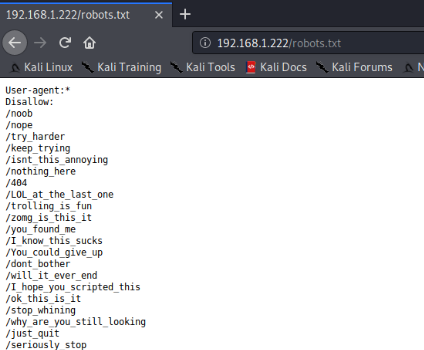 192.168.1.222/robots.txt
192.168.1.222/robots.txt
Kali Linux Kali Training Kali Tools Kali Docs Kali Forums N
User-agent:*
Disallow:
/noob
/nope
/try_harder
/keep_trying
/isnt_this_annoying
/nothing_here
/404
/LOL_at_the_last_one
/trolling_is_fun
/zomg_is_this_it
/you_found_me
/I_know_this_sucks
/You_could_give_up
/dont_bother
/will_it_ever_end
/I_hope_you_scripted_this
/ok_this_is_it
/stop_whining
/why_are_you_still_looking
/just_quit
/seriously_stop